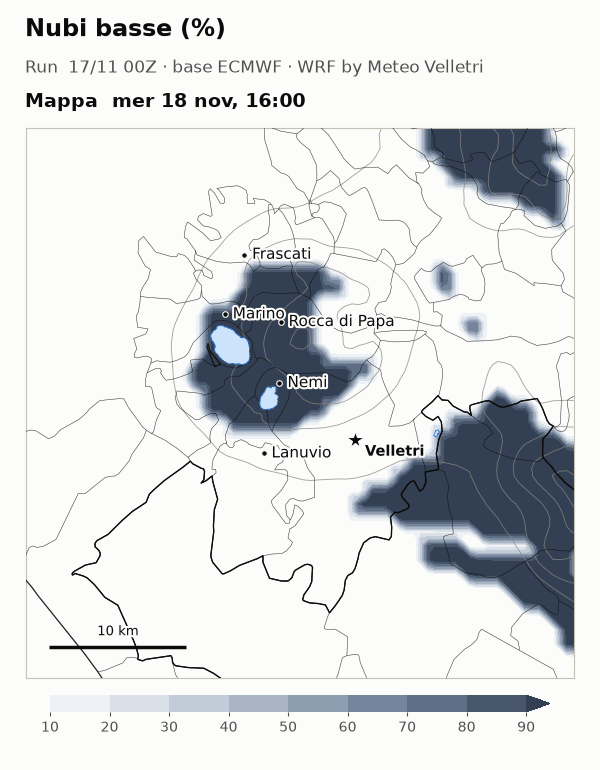 Nubi basse (%)
Run  17/11 00Z · base ECMWF · WRF by Meteo Velletri
Mappa  mer 18 nov, 16:00
Frascati
Marino
Rocca di Papa
Nemi
Velletri
Lanuvio
10 km
10 20 30 40 50 60 70 80 90